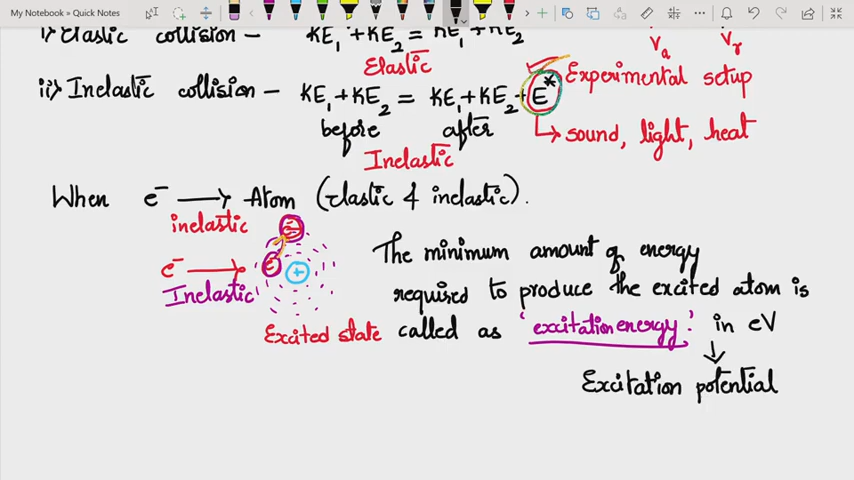 My Notebook » Quick Notes
i) Elastic collision – KE1 + KE2 = KE1 + KE2
Va Vr
Elastic
ii) Inelastic collision – KE1 + KE2 = KE1 + KE2 + E*
Experimental setup
before after
sound, light, heat
Inelastic
When e⁻ → Atom (Elastic & inelastic).
inelastic
e⁻ →
e +
Inelastic
Excited state
The minimum amount of energy
required to produce the excited atom is
called as 'excitation energy.' in eV
Excitation potential